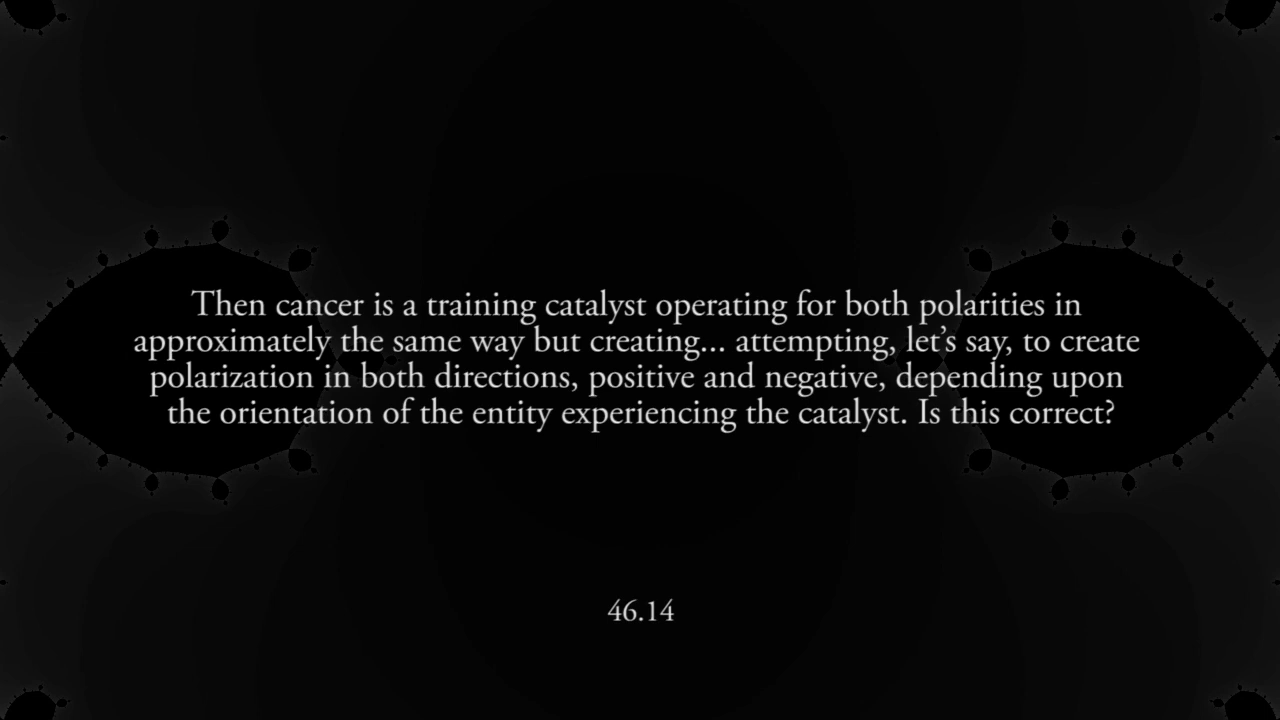 Then cancer is a training catalyst operating for both polarities in
approximately the same way but creating... attempting, let’s say, to create
polarization in both directions, positive and negative, depending upon
the orientation of the entity experiencing the catalyst. Is this correct?
46.14